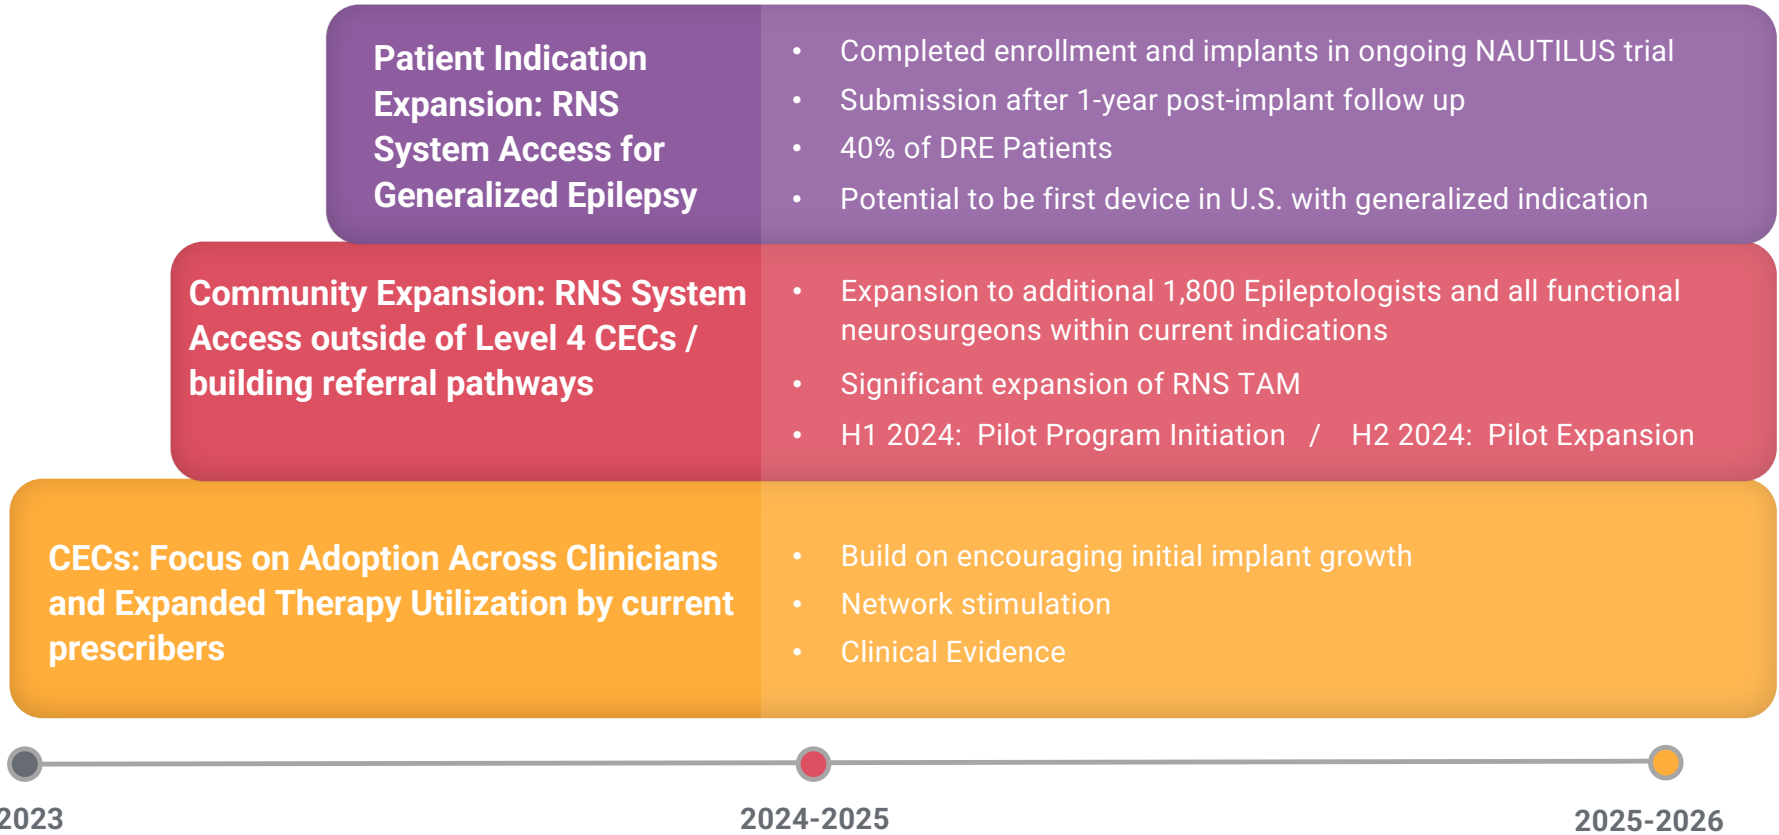 Patient Indication
Expansion: RNS
System Access for
Generalized Epilepsy
• Completed enrollment and implants in ongoing NAUTILUS trial
• Submission after 1-year post-implant follow up
• 40% of DRE Patients
• Potential to be first device in U.S. with generalized indication
Community Expansion: RNS System
Access outside of Level 4 CECs /
building referral pathways
• Expansion to additional 1,800 Epileptologists and all functional
neurosurgeons within current indications
• Significant expansion of RNS TAM
• H1 2024: Pilot Program Initiation / H2 2024: Pilot Expansion
CECs: Focus on Adoption Across Clinicians
and Expanded Therapy Utilization by current
prescribers
• Build on encouraging initial implant growth
• Network stimulation
• Clinical Evidence
2023
2024-2025
2025-2026